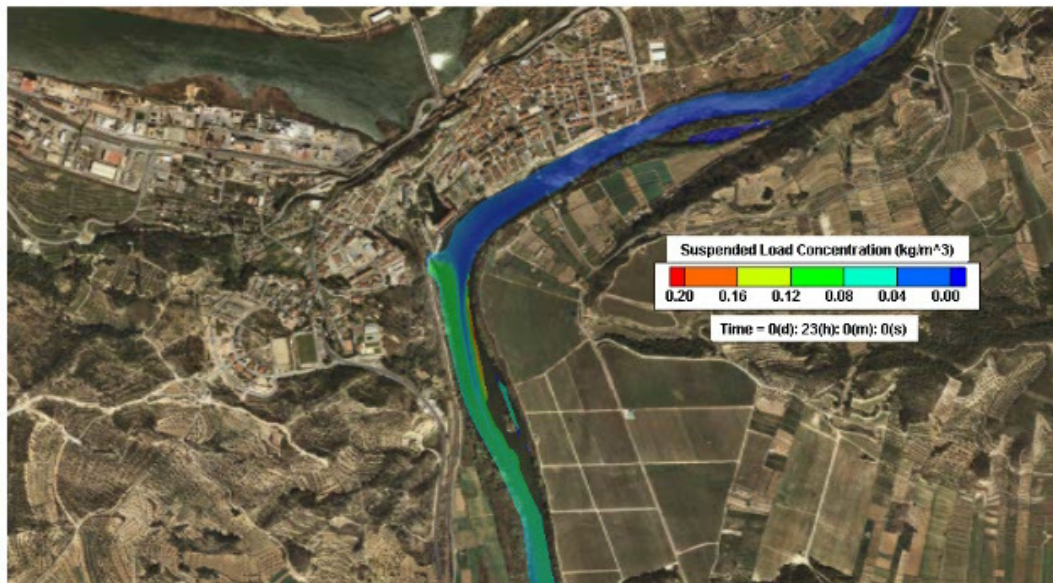 Suspended Load Concentration (kg/m^3)
0.20 0.16 0.12 0.08 0.04 0.00
Time = 0(d): 23(h): 0(m): 0(s)